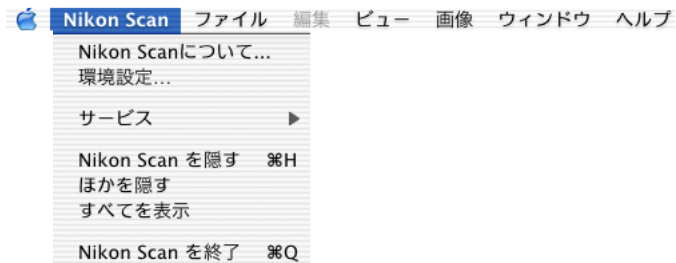 Nikon Scan ファイル 編集 ビュー 画像 ウィンドウ ヘルプ
Nikon Scanについて...
環境設定...
サービス ▶
Nikon Scan を隠す ⌘H
ほかを隠す
すべてを表示
Nikon Scan を終了 ⌘Q